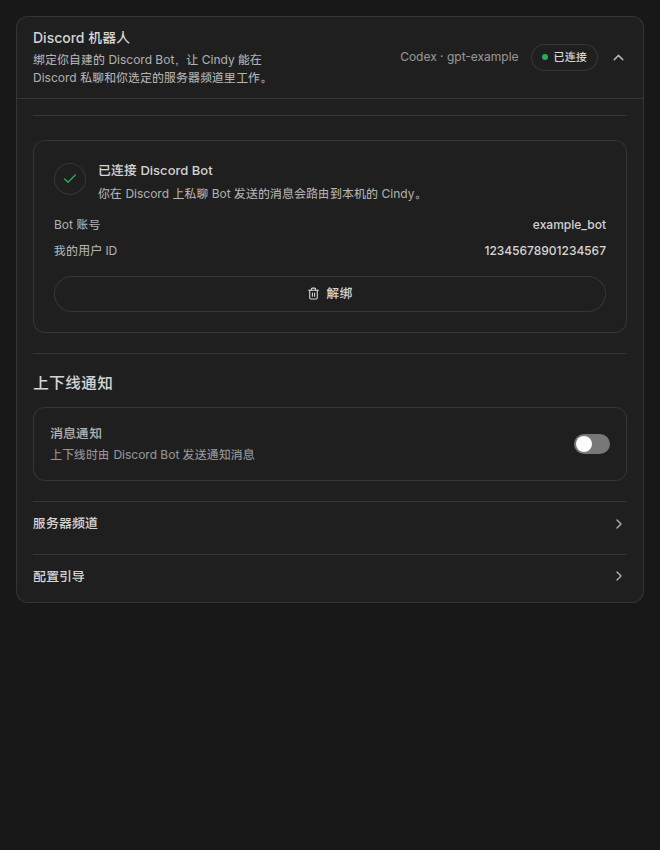 Discord 机器人
绑定你自建的 Discord Bot，让 Cindy 能在
Discord 私聊和你选定的服务器频道里工作。
Codex · gpt-example
已连接
已连接 Discord Bot
你在 Discord 上私聊 Bot 发送的消息会路由到本机的 Cindy。
Bot 账号
example_bot
我的用户 ID
12345678901234567
解绑
上下线通知
消息通知
上下线时由 Discord Bot 发送通知消息
服务器频道
配置引导